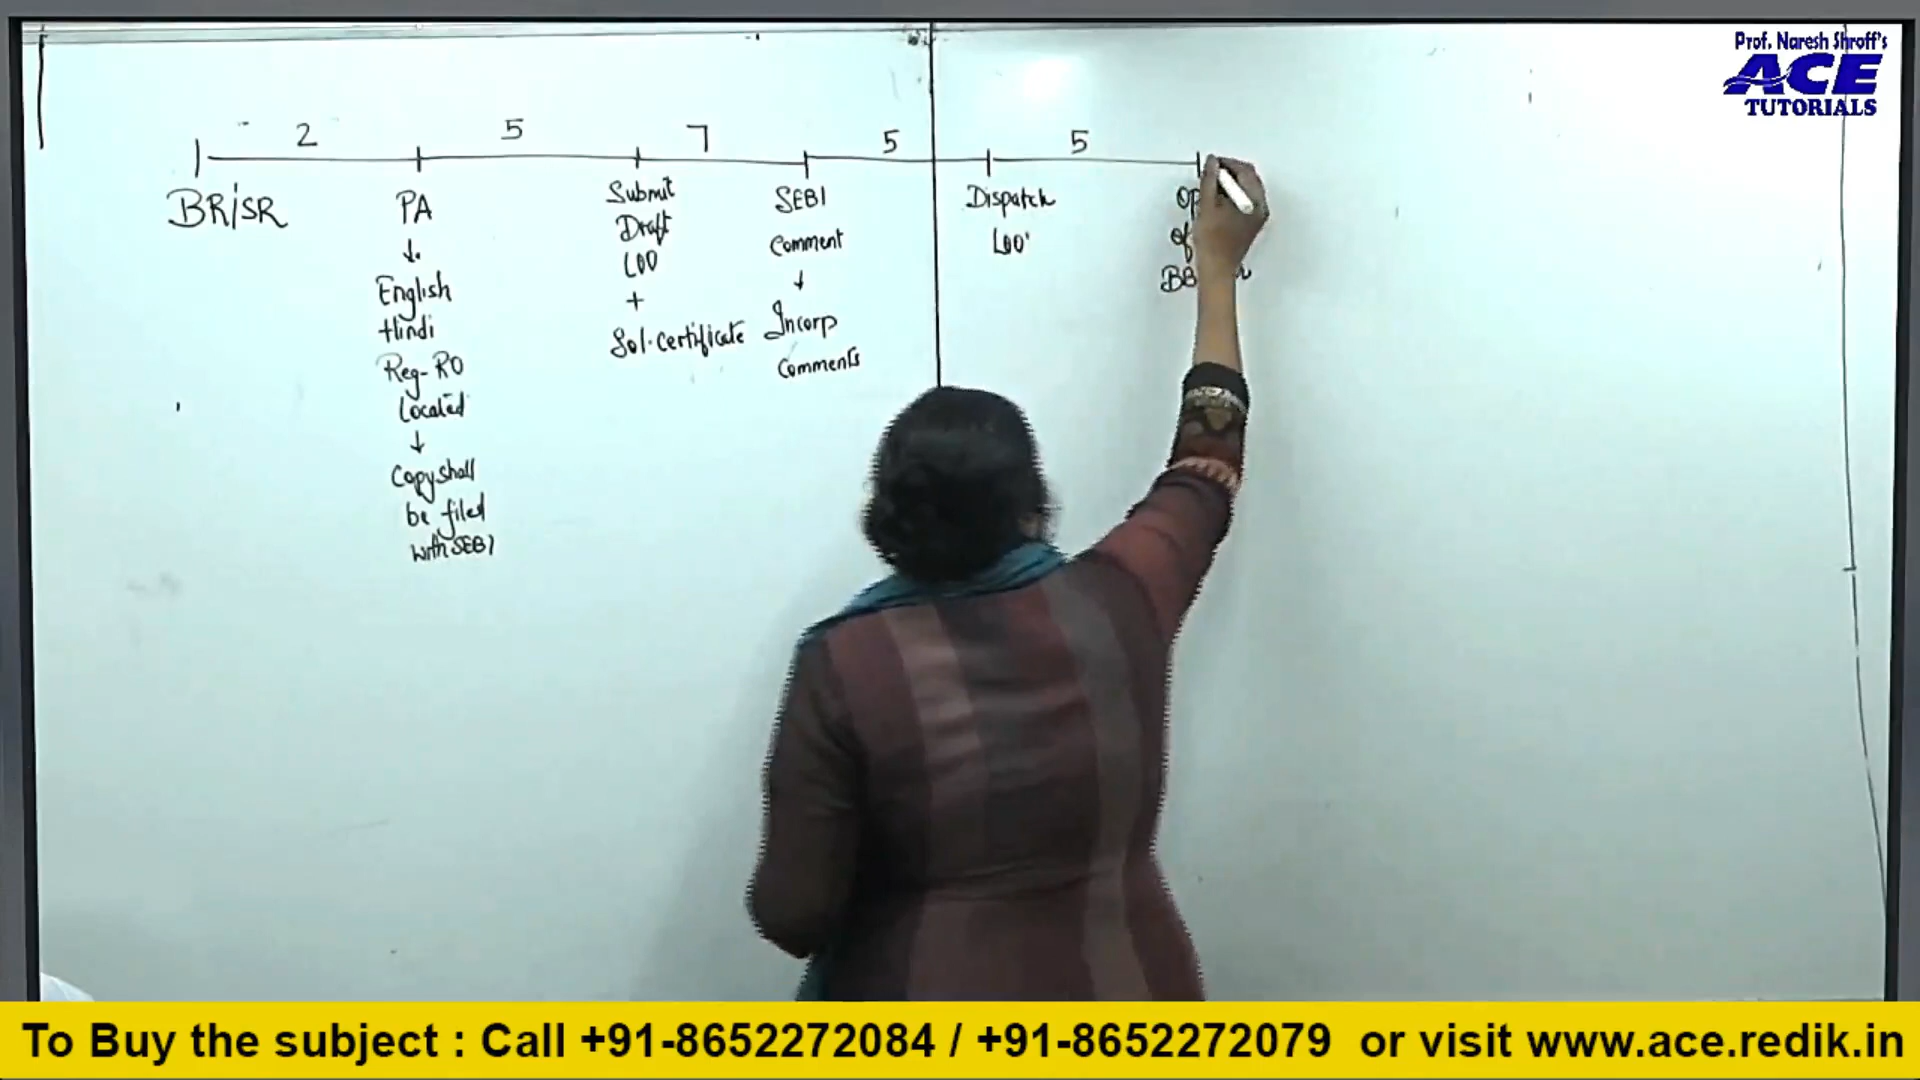 Prof. Naresh Shroff's
ACE
TUTORIALS
2 5 7 5 5
BR/SR
PA
↓
English
Hindi
Reg-RO
Located
↓
Copy shall
be filed
with SEBI
Submit
Draft
LOO
+
Sol. Certificate
SEBI
Comment
↓
Incorp
Comments
Dispatch
LOO
of
To Buy the subject : Call +91-8652272084 / +91-8652272079 or visit www.ace.redik.in